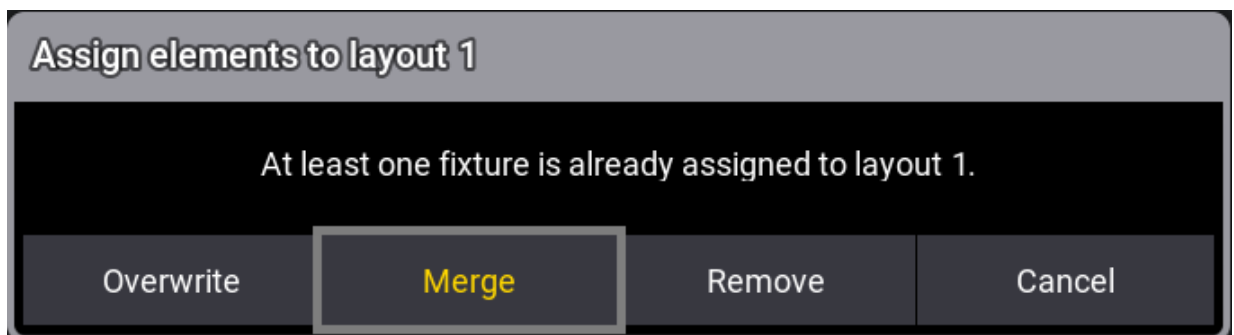 Assign elements to layout 1
At least one fixture is already assigned to layout 1.
Overwrite Merge Remove Cancel